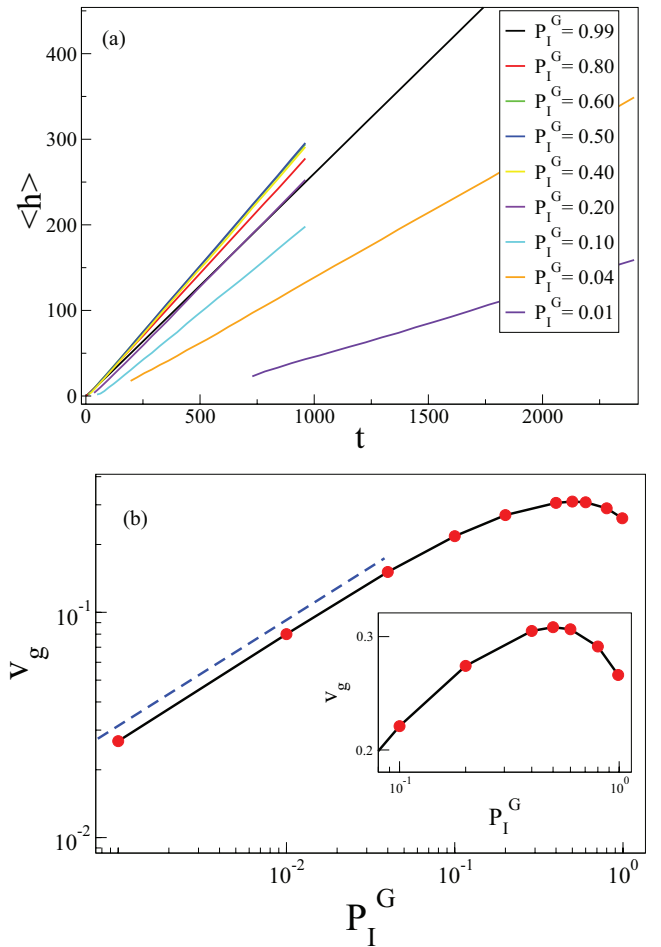 (a)
<h>
400
300
200
100
0
0
500
1000
1500
2000
t
P_I^G = 0.99
P_I^G = 0.80
P_I^G = 0.60
P_I^G = 0.50
P_I^G = 0.40
P_I^G = 0.20
P_I^G = 0.10
P_I^G = 0.04
P_I^G = 0.01
(b)
v_g
10^-1
10^-2
10^-2
10^-1
10^0
P_I^G
v_g
0.3
0.2
10^-1
10^0
P_I^G